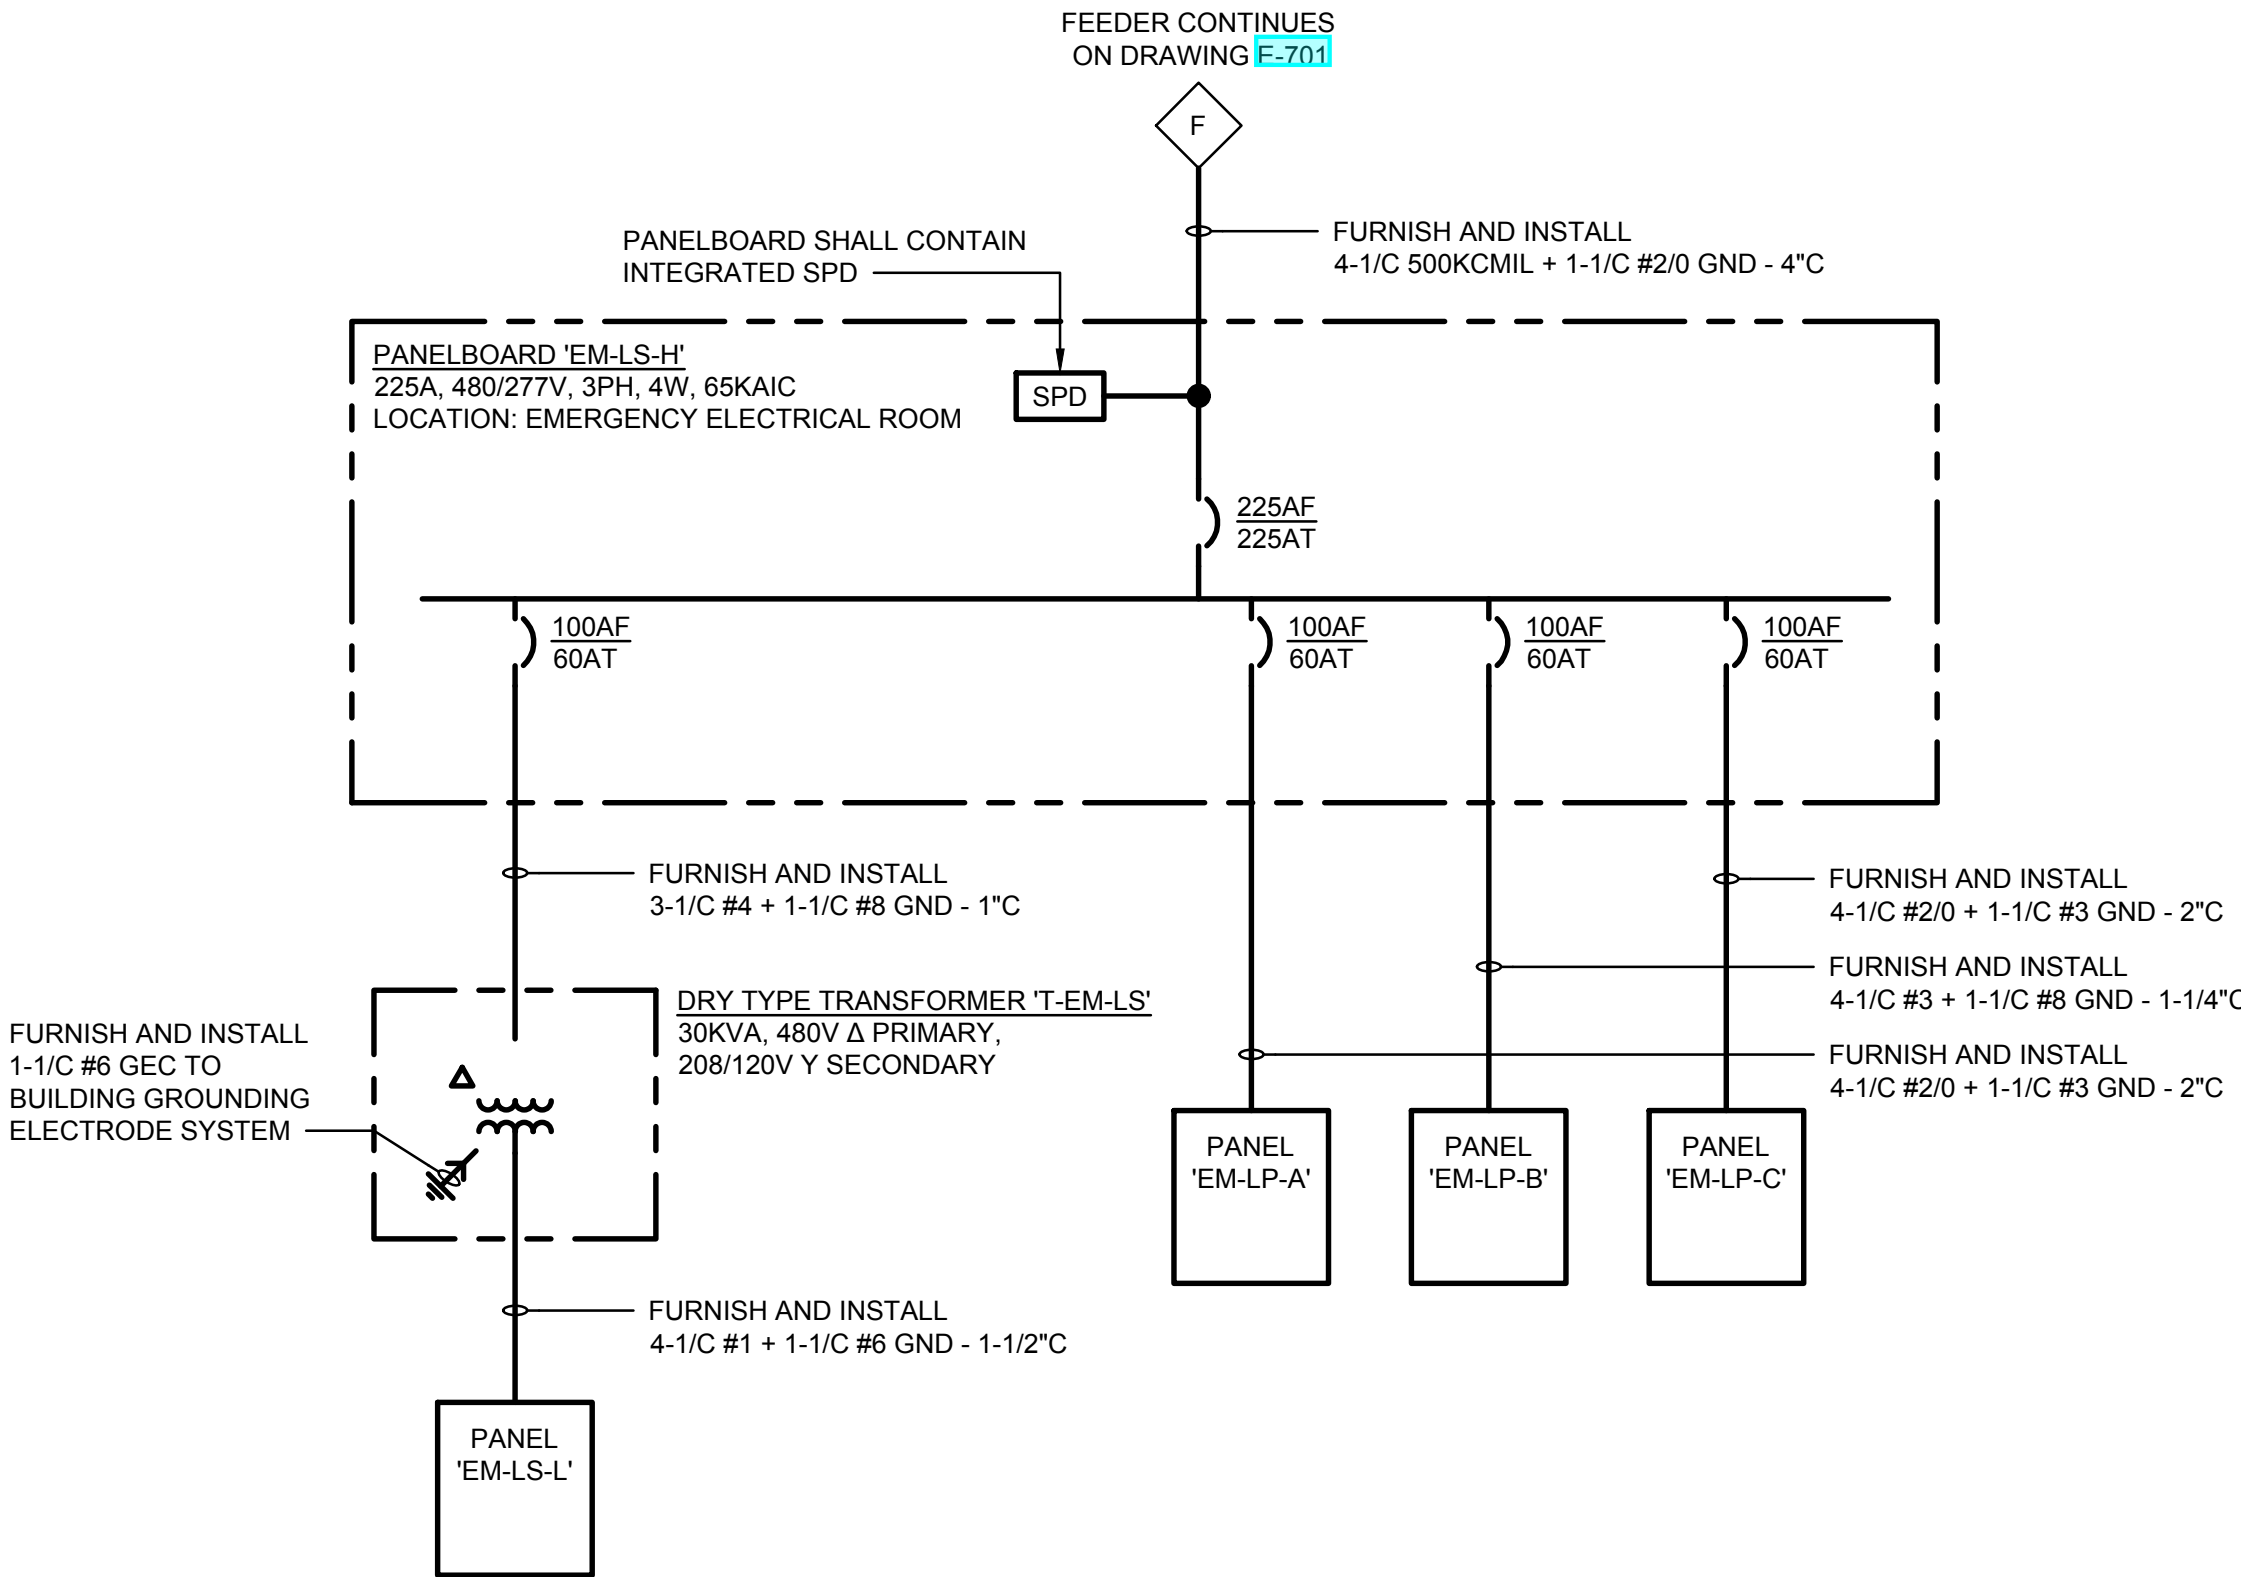 FEEDER CONTINUES
ON DRAWING E-701
F
FURNISH AND INSTALL
4-1/C 500KCMIL + 1-1/C #2/0 GND - 4"C
PANELBOARD SHALL CONTAIN
INTEGRATED SPD
PANELBOARD 'EM-LS-H'
225A, 480/277V, 3PH, 4W, 65KAIC
LOCATION: EMERGENCY ELECTRICAL ROOM
SPD
225AF
225AT
100AF
60AT
100AF
60AT
100AF
60AT
100AF
60AT
FURNISH AND INSTALL
3-1/C #4 + 1-1/C #8 GND - 1"C
FURNISH AND INSTALL
4-1/C #2/0 + 1-1/C #3 GND - 2"C
FURNISH AND INSTALL
4-1/C #3 + 1-1/C #8 GND - 1-1/4"C
FURNISH AND INSTALL
4-1/C #2/0 + 1-1/C #3 GND - 2"C
DRY TYPE TRANSFORMER 'T-EM-LS'
30KVA, 480V Δ PRIMARY,
208/120V Y SECONDARY
FURNISH AND INSTALL
1-1/C #6 GEC TO
BUILDING GROUNDING
ELECTRODE SYSTEM
PANEL
'EM-LP-A'
PANEL
'EM-LP-B'
PANEL
'EM-LP-C'
FURNISH AND INSTALL
4-1/C #1 + 1-1/C #6 GND - 1-1/2"C
PANEL
'EM-LS-L'